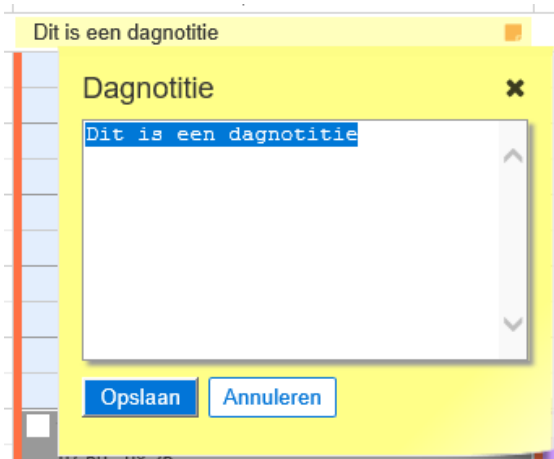 Dit is een dagnotitie
Dagnotitie
Dit is een dagnotitie
Opslaan
Annuleren